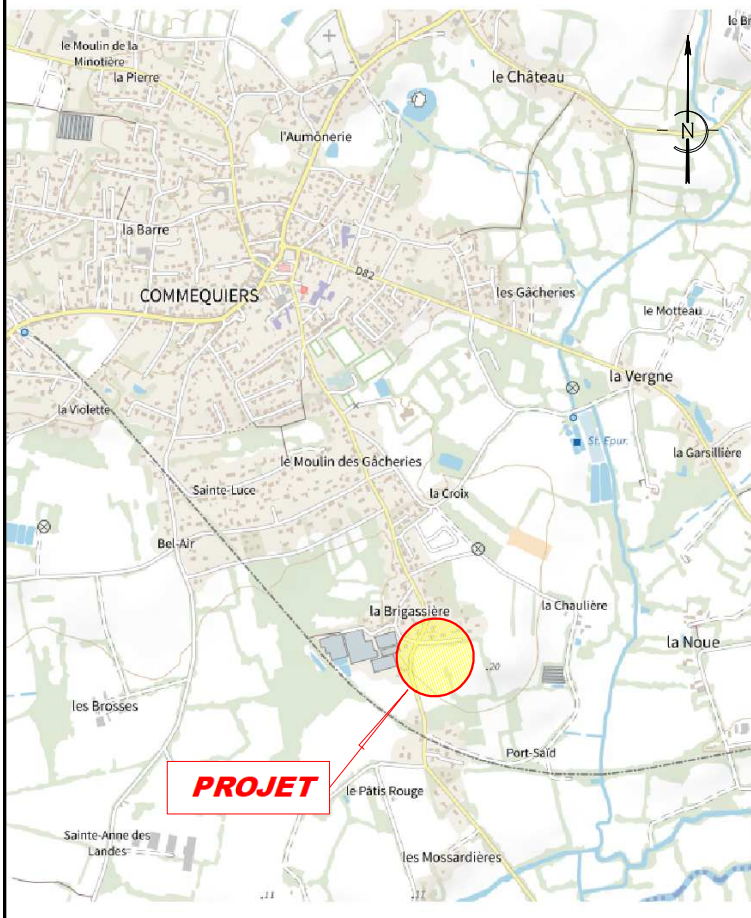 le Moulin de la
Minotière
la Pierre
le Château
N
l'Aumônerie
la Barre
D82
COMMEQUIERS
les Gâcheries
le Motteau
la Vergne
la Violette
St. Epur.
la Garsillière
le Moulin des Gâcheries
Sainte-Luce
la Croix
Bel-Air
la Brigassière
la Chaulière
la Noue
20
les Brosses
Port-Saïd
PROJET
le Pâtis Rouge
Sainte-Anne des
Landes
les Mossardières
11
11